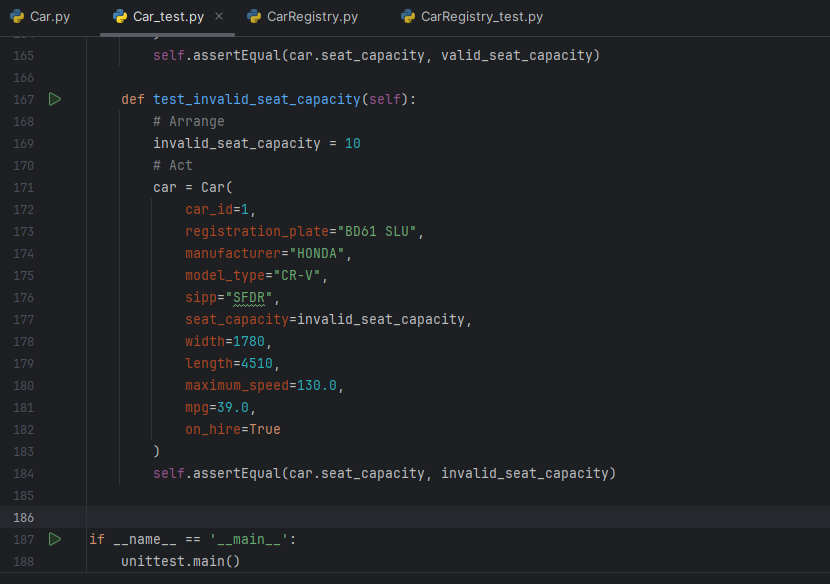 Car.py Car_test.py × CarRegistry.py CarRegistry_test.py
165 self.assertEqual(car.seat_capacity, valid_seat_capacity)
166
167 def test_invalid_seat_capacity(self):
168 # Arrange
169 invalid_seat_capacity = 10
170 # Act
171 car = Car(
172 car_id=1,
173 registration_plate="BD61 SLU",
174 manufacturer="HONDA",
175 model_type="CR-V",
176 sipp="SFDR",
177 seat_capacity=invalid_seat_capacity,
178 width=1780,
179 length=4510,
180 maximum_speed=130.0,
181 mpg=39.0,
182 on_hire=True
183 )
184 self.assertEqual(car.seat_capacity, invalid_seat_capacity)
185
186
187 if __name__ == '__main__':
188 unittest.main()